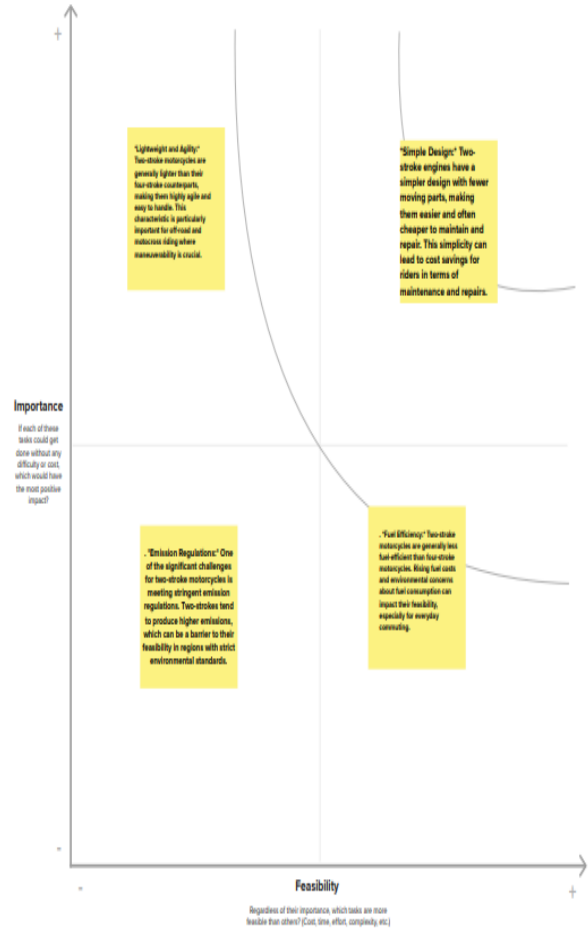 +
"Lightweight and Agility:"
Two-stroke motorcycles are
generally lighter than their
four-stroke counterparts,
making them highly agile and
easy to handle. This
characteristic is particularly
important for off-road and
motocross riding where
maneuverability is crucial.
"Simple Design:" Two-
stroke engines have a
simpler design with fewer
moving parts, making
them easier and often
cheaper to maintain and
repair. This simplicity can
lead to cost savings for
riders in terms of
maintenance and repairs.
Importance
If each of these
tasks could get
done without any
difficulty or cost,
which would have
the most positive
impact?
. "Emission Regulations:" One
of the significant challenges
for two-stroke motorcycles is
meeting stringent emission
regulations. Two-strokes tend
to produce higher emissions,
which can be a barrier to their
feasibility in regions with strict
environmental standards.
. "Fuel Efficiency:" Two-stroke
motorcycles are generally less
fuel-efficient than four-stroke
motorcycles. Rising fuel costs
and environmental concerns
about fuel consumption can
impact their feasibility,
especially for everyday
commuting.
-
-
Feasibility
+
Regardless of their importance, which tasks are more
feasible than others? (Cost, time, effort, complexity, etc.)